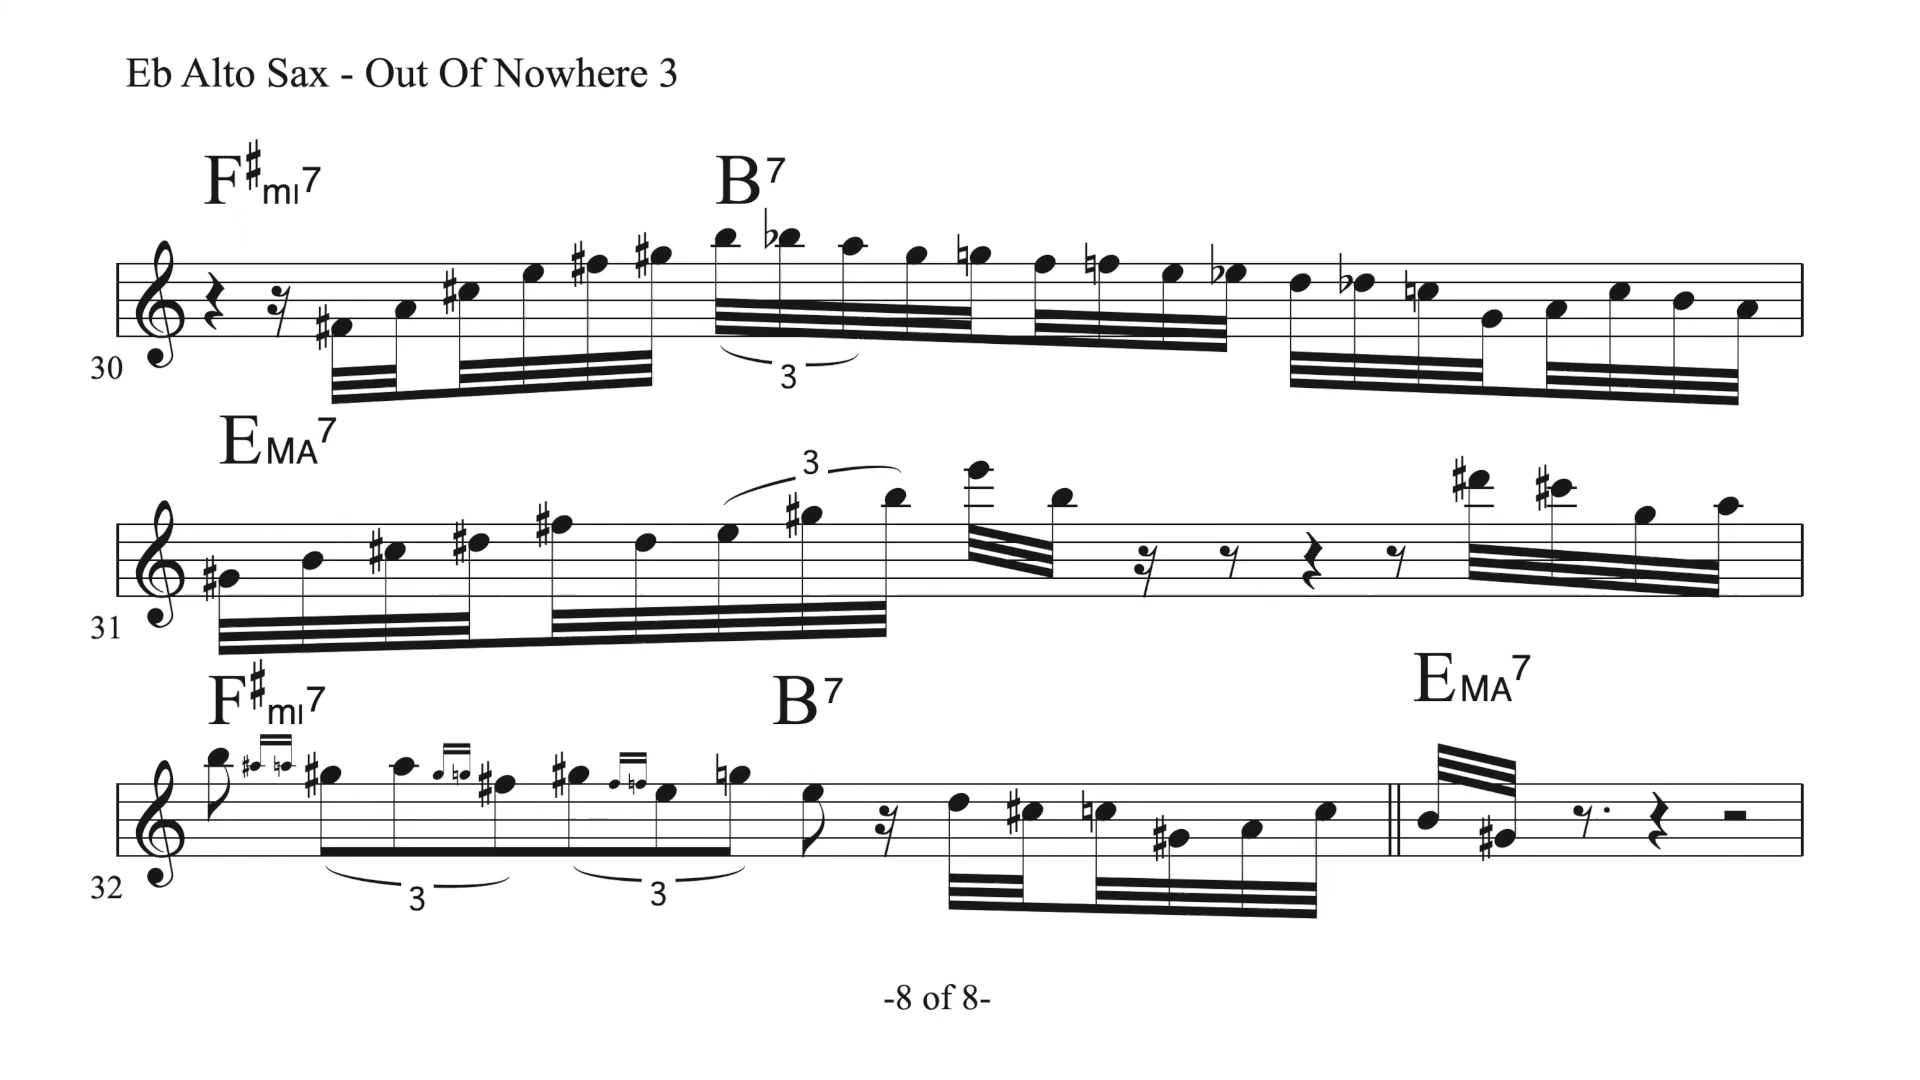 Eb Alto Sax - Out Of Nowhere 3
F♯mi7 B7
3
30
EMA7
3
31
F♯mi7 B7 EMA7
3 3
32
-8 of 8-